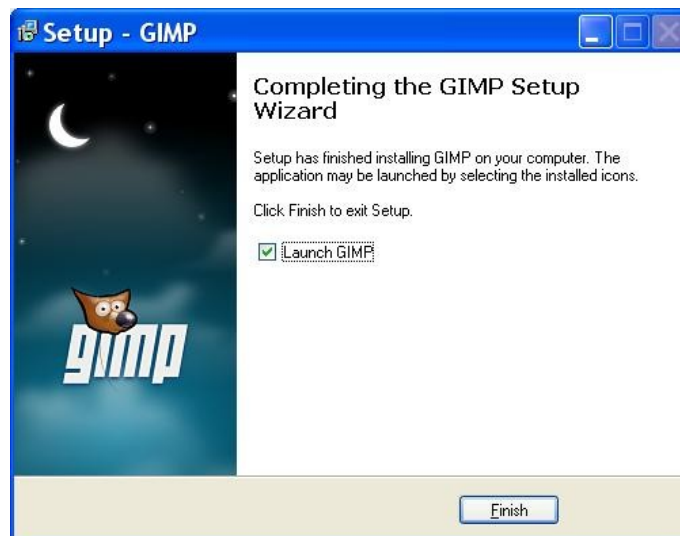 Setup - GIMP
Completing the GIMP Setup
Wizard
Setup has finished installing GIMP on your computer. The
application may be launched by selecting the installed icons.
Click Finish to exit Setup.
Launch GIMP
gimp
Finish